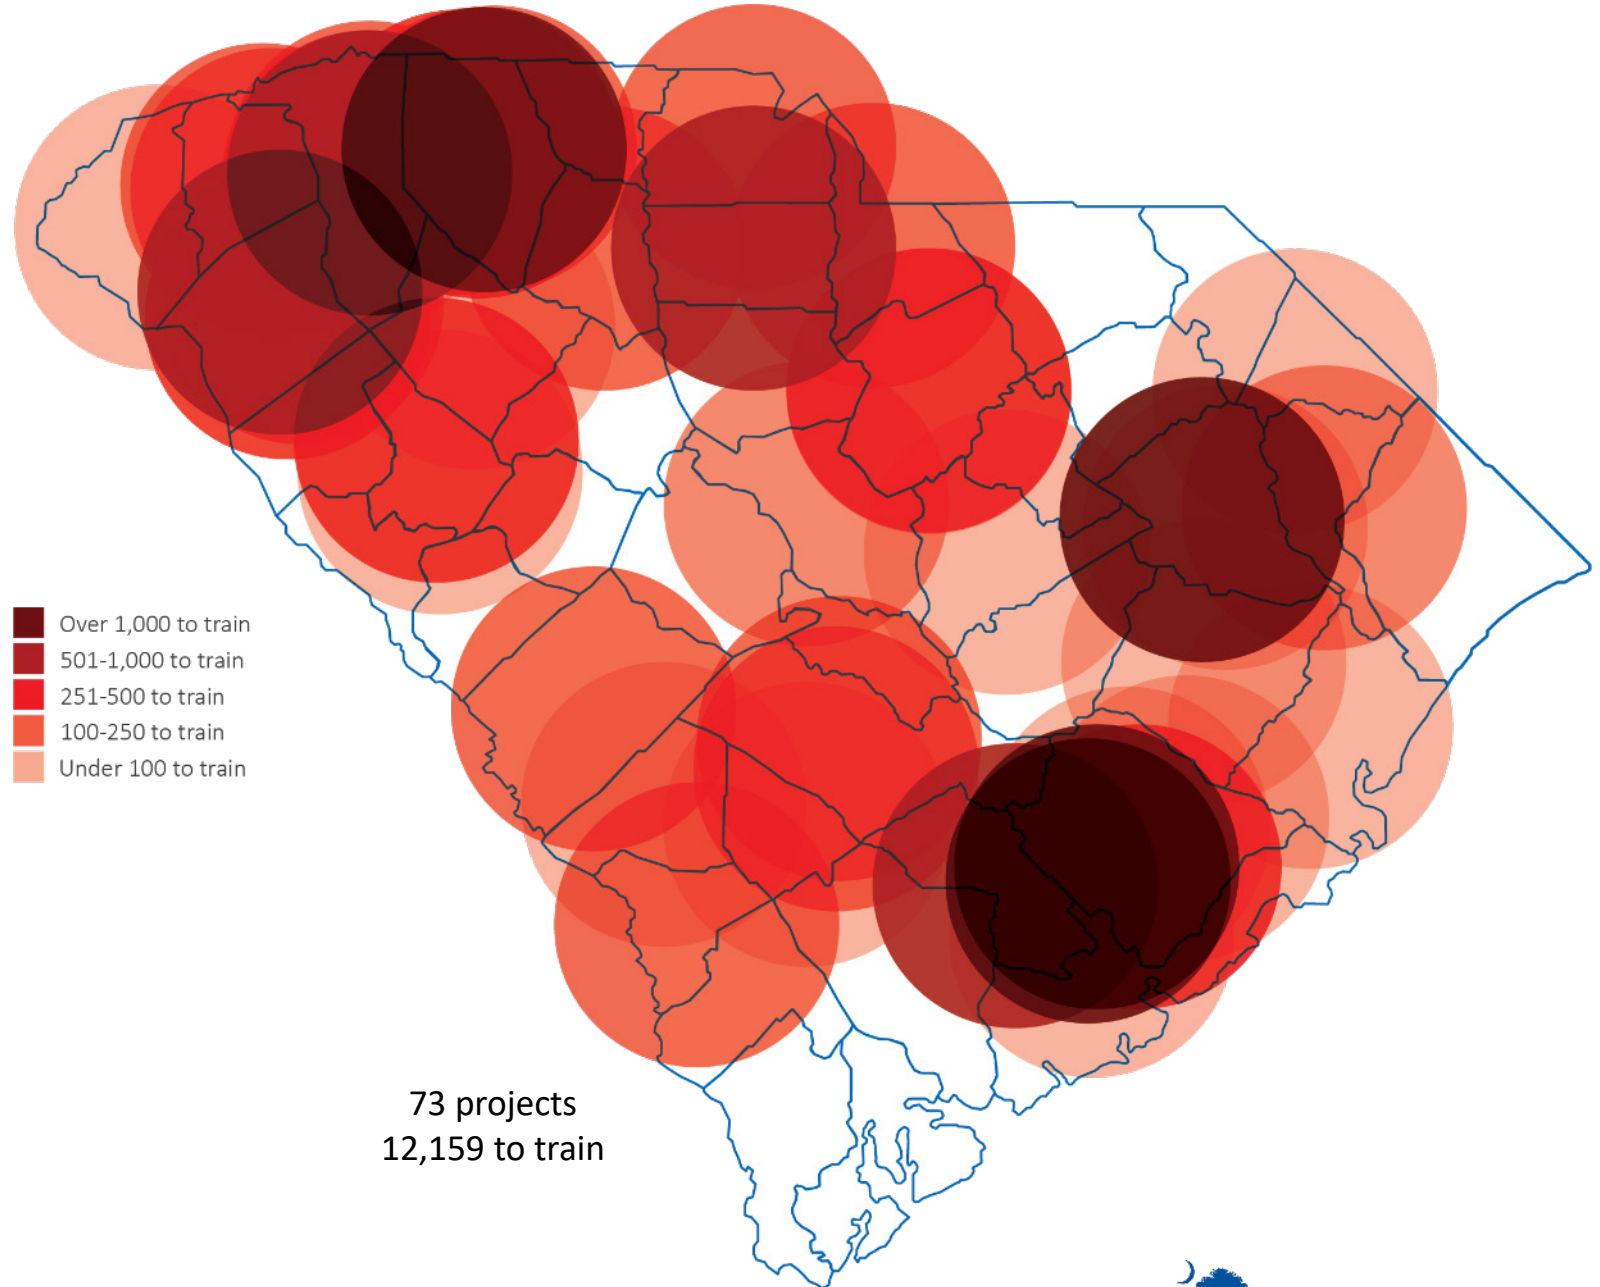 Over 1,000 to train
501-1,000 to train
251-500 to train
100-250 to train
Under 100 to train
73 projects
12,159 to train